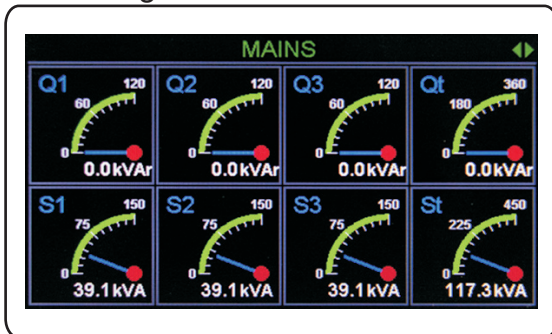 MAINS
Q1 120 Q2 120 Q3 120 Qt 360
60 60 60 180
0 0 0 0
0.0kVAr 0.0kVAr 0.0kVAr 0.0kVAr
S1 150 S2 150 S3 150 St 450
75 75 75 225
0 0 0 0
39.1kVA 39.1kVA 39.1kVA 117.3kVA